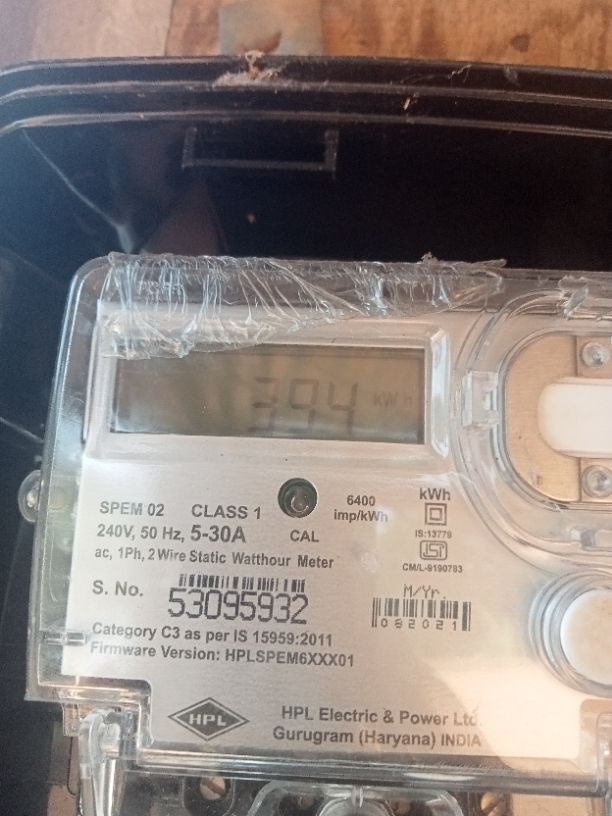 394 kWh
SPEM 02 CLASS 1
240V, 50 Hz, 5-30A
ac, 1Ph, 2 Wire Static Watthour Meter
CAL
6400
imp/kWh
kWh
IS:13779
ISI
CM/L-9190783
S. No. 53095932
M/Yr.
082021
Category C3 as per IS 15959:2011
Firmware Version: HPLSPEM6XXX01
HPL
HPL Electric & Power Ltd.
Gurugram (Haryana) INDIA